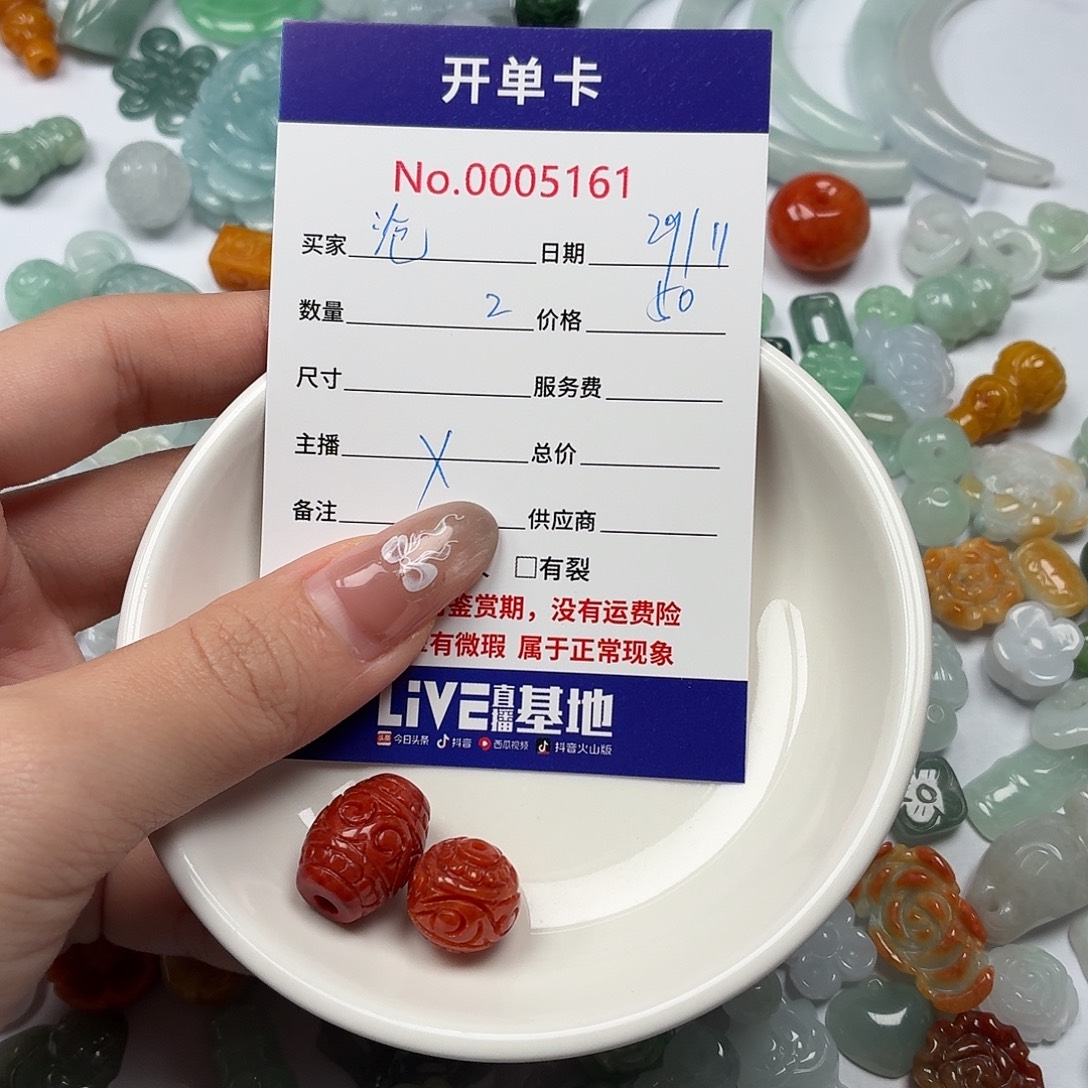 开单卡
No.0005161
买家 沧 日期 29/11
数量 2 价格 50
尺寸 服务费
主播 X 总价
备注 供应商
□有裂
鉴赏期，没有运费险
有微瑕 属于正常现象
LiVE直播基地
头条 今日头条 抖音 西瓜视频 抖音火山版